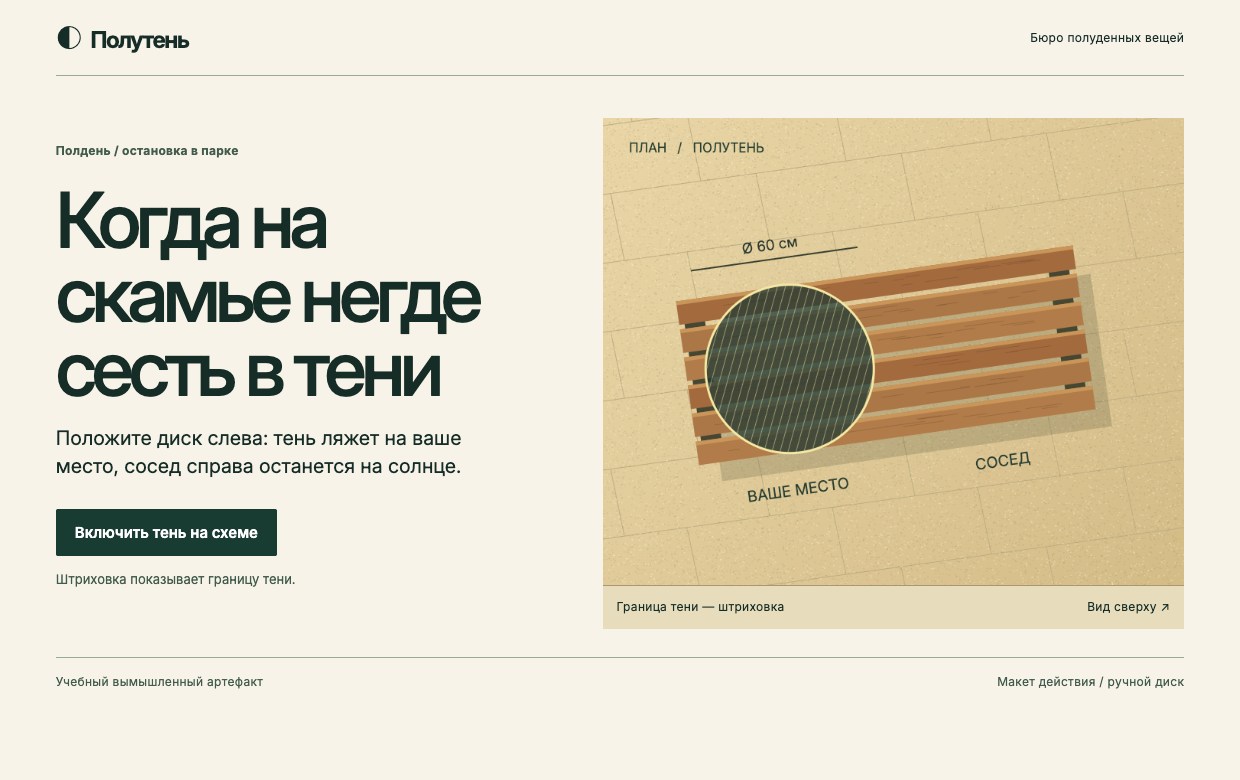 Полутень
Бюро полуденных вещей
Полдень / остановка в парке
Когда на
скамье негде
сесть в тени
Положите диск слева: тень ляжет на ваше
место, сосед справа останется на солнце.
Включить тень на схеме
Штриховка показывает границу тени.
ПЛАН / ПОЛУТЕНЬ
Ø 60 см
ВАШЕ МЕСТО
СОСЕД
Граница тени — штриховка
Вид сверху ↗
Учебный вымышленный артефакт
Макет действия / ручной диск